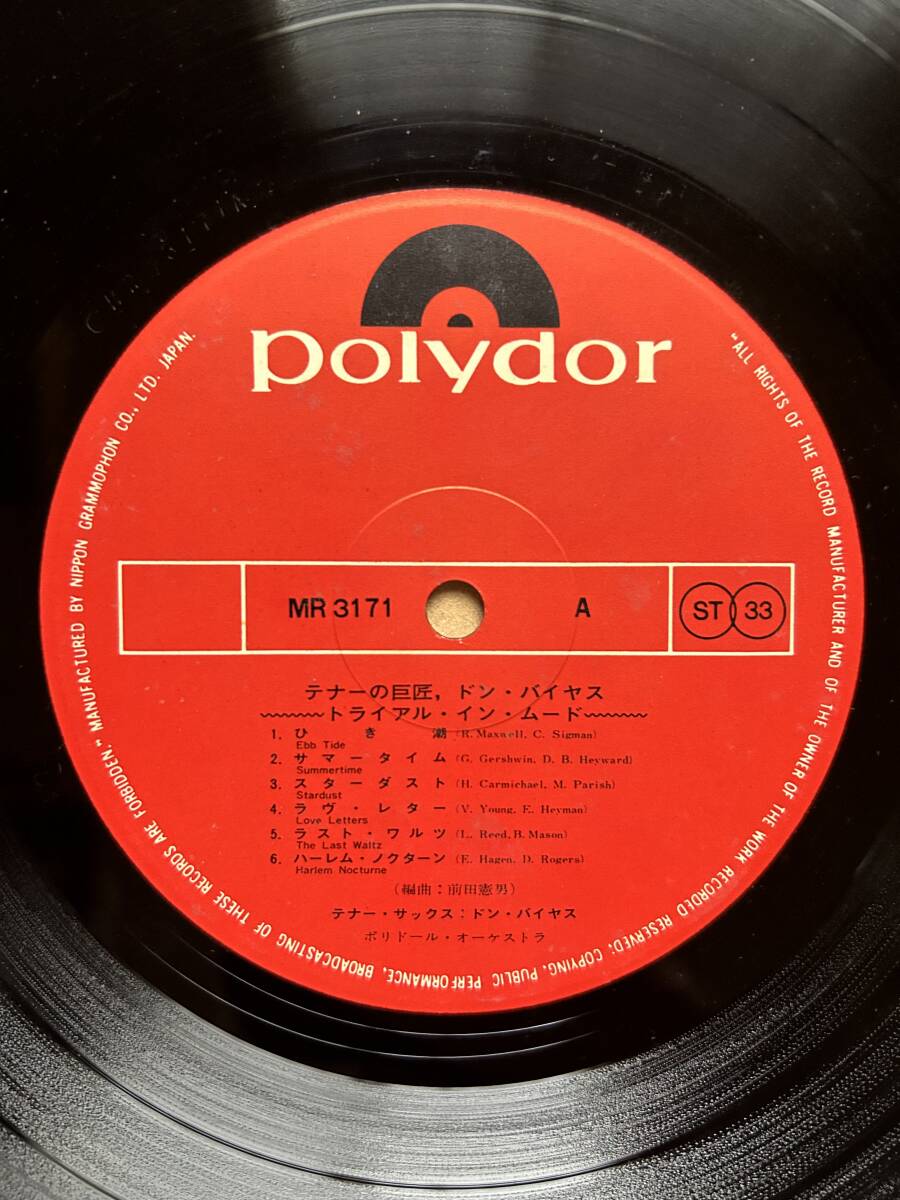 polydor
MR 3171
A
ST 33
テナーの巨匠, ドン・バイヤス
〜〜〜トライアル・イン・ムード〜〜〜
1. ひき潮 (R. Maxwell, C. Sigman)
Ebb Tide
2. サマータイム (G. Gershwin, D. B. Heyward)
Summertime
3. スターダスト (H. Carmichael, M. Parish)
Stardust
4. ラヴ・レター (V. Young, E. Heyman)
Love Letters
5. ラスト・ワルツ (L. Reed, B. Mason)
The Last Waltz
6. ハーレム・ノクターン (E. Hagen, D. Rogers)
Harlem Nocturne
(編曲：前田憲男)
テナー・サックス：ドン・バイヤス
ポリドール・オーケストラ
"ALL RIGHTS OF THE RECORD MANUFACTURER AND OF THE OWNER OF THE WORK RECORDED RESERVED; COPYING, PUBLIC PERFORMANCE, BROADCASTING OF THESE RECORDS ARE FORBIDDEN." MANUFACTURED BY NIPPON GRAMMOPHON CO., LTD. JAPAN.